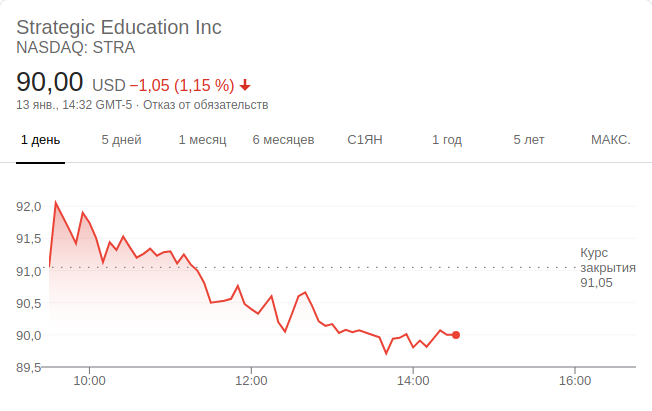 Strategic Education Inc
NASDAQ: STRA
90,00 USD −1,05 (1,15 %)
13 янв., 14:32 GMT-5 · Отказ от обязательств
1 день 5 дней 1 месяц 6 месяцев С1ЯН 1 год 5 лет МАКС.
92,0
91,5
91,0
90,5
90,0
89,5
Курс
закрытия
91,05
10:00 12:00 14:00 16:00